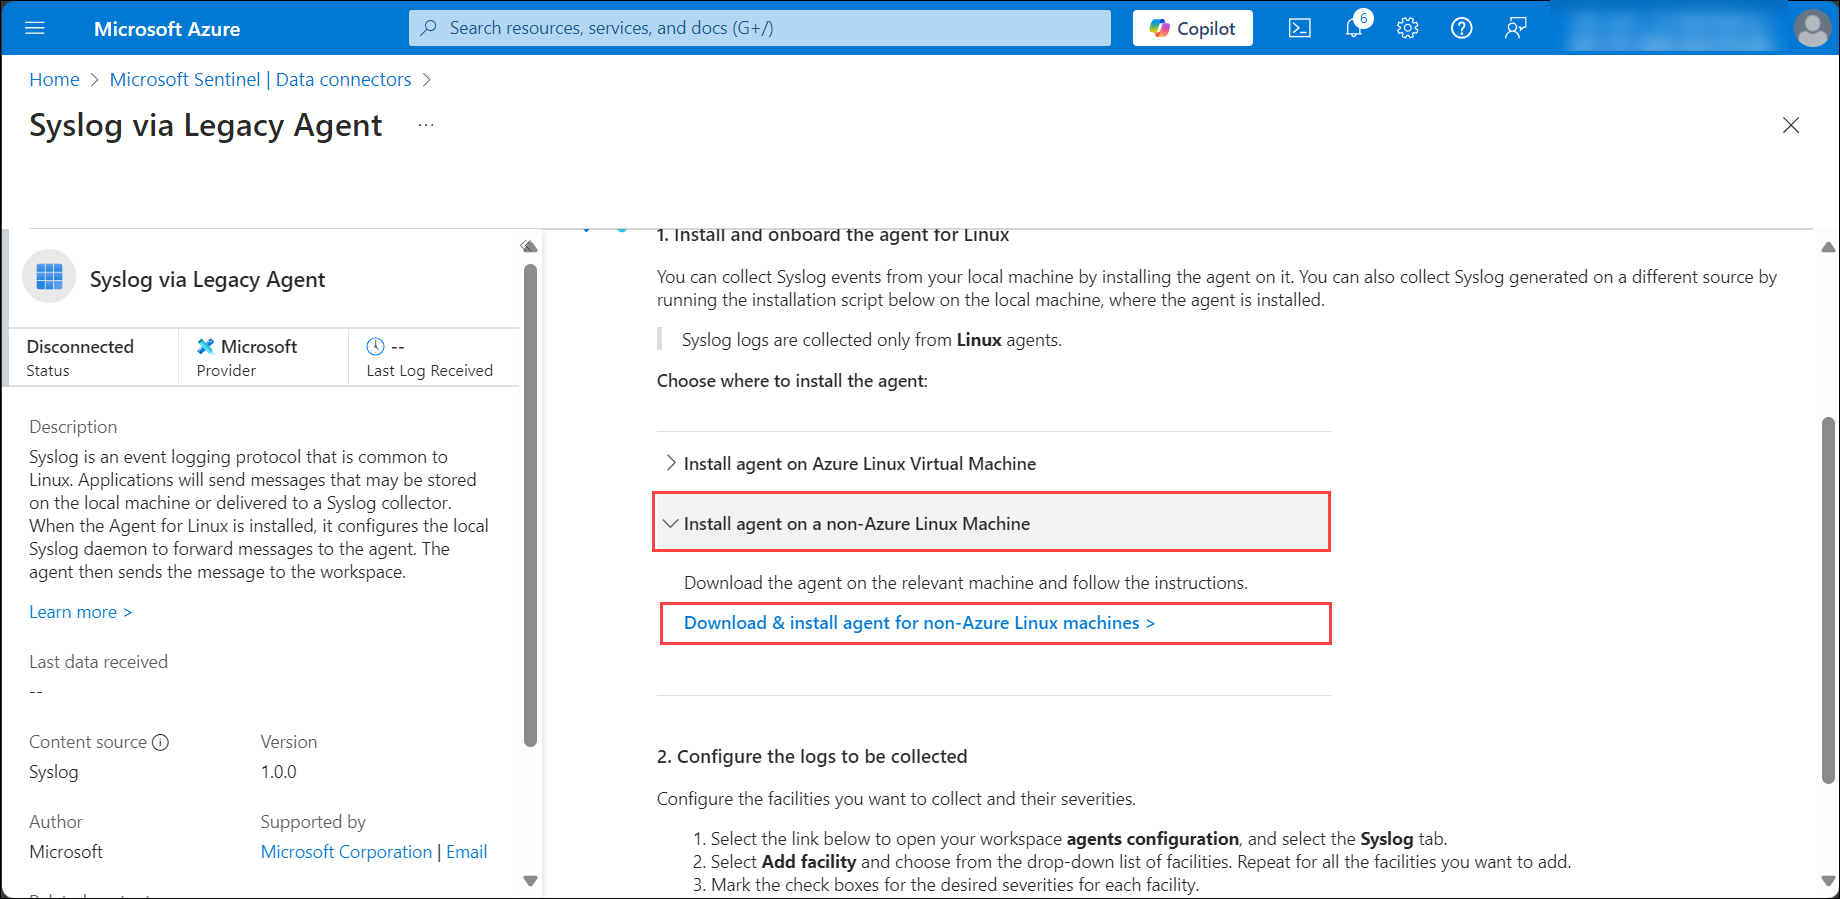 Microsoft Azure
Search resources, services, and docs (G+/)
Copilot
6
Home > Microsoft Sentinel | Data connectors >
Syslog via Legacy Agent ...
Syslog via Legacy Agent
Disconnected
Status
Microsoft
Provider
--
Last Log Received
Description
Syslog is an event logging protocol that is common to
Linux. Applications will send messages that may be stored
on the local machine or delivered to a Syslog collector.
When the Agent for Linux is installed, it configures the local
Syslog daemon to forward messages to the agent. The
agent then sends the message to the workspace.
Learn more >
Last data received
--
Content source
Syslog
Version
1.0.0
Author
Microsoft
Supported by
Microsoft Corporation | Email
1. Install and onboard the agent for Linux
You can collect Syslog events from your local machine by installing the agent on it. You can also collect Syslog generated on a different source by
running the installation script below on the local machine, where the agent is installed.
Syslog logs are collected only from Linux agents.
Choose where to install the agent:
Install agent on Azure Linux Virtual Machine
Install agent on a non-Azure Linux Machine
Download the agent on the relevant machine and follow the instructions.
Download & install agent for non-Azure Linux machines >
2. Configure the logs to be collected
Configure the facilities you want to collect and their severities.
1. Select the link below to open your workspace agents configuration, and select the Syslog tab.
2. Select Add facility and choose from the drop-down list of facilities. Repeat for all the facilities you want to add.
3. Mark the check boxes for the desired severities for each facility.